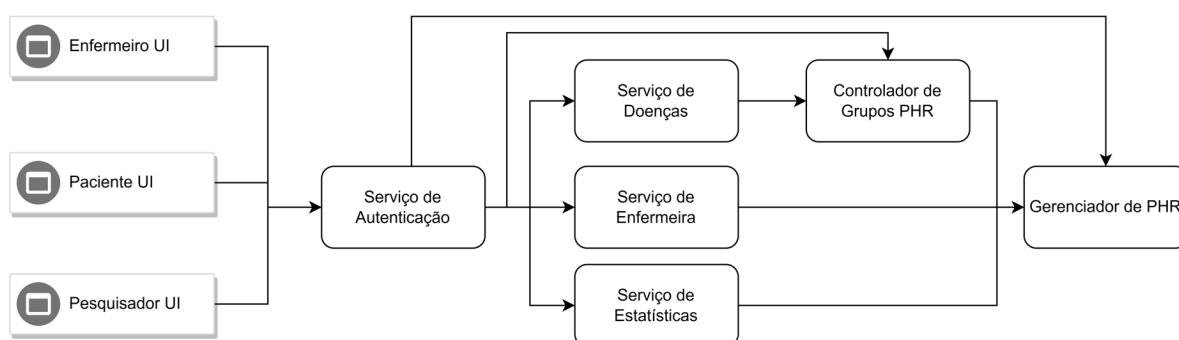 Enfermeiro UI
Paciente UI
Pesquisador UI
Serviço de
Autenticação
Serviço de
Doenças
Serviço de
Enfermeira
Serviço de
Estatísticas
Controlador de
Grupos PHR
Gerenciador de PHR